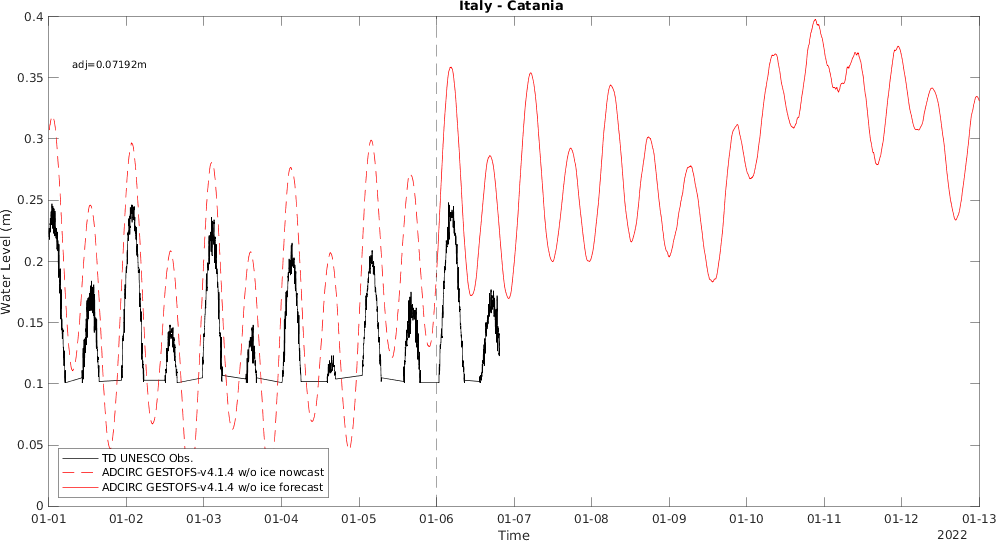 Italy - Catania
adj=0.07192m
0.4
0.35
0.3
0.25
0.2
0.15
0.1
0.05
0
Water Level (m)
TD UNESCO Obs.
ADCIRC GESTOFS-v4.1.4 w/o ice nowcast
ADCIRC GESTOFS-v4.1.4 w/o ice forecast
01-01 01-02 01-03 01-04 01-05 01-06 01-07 01-08 01-09 01-10 01-11 01-12 01-13
Time
2022